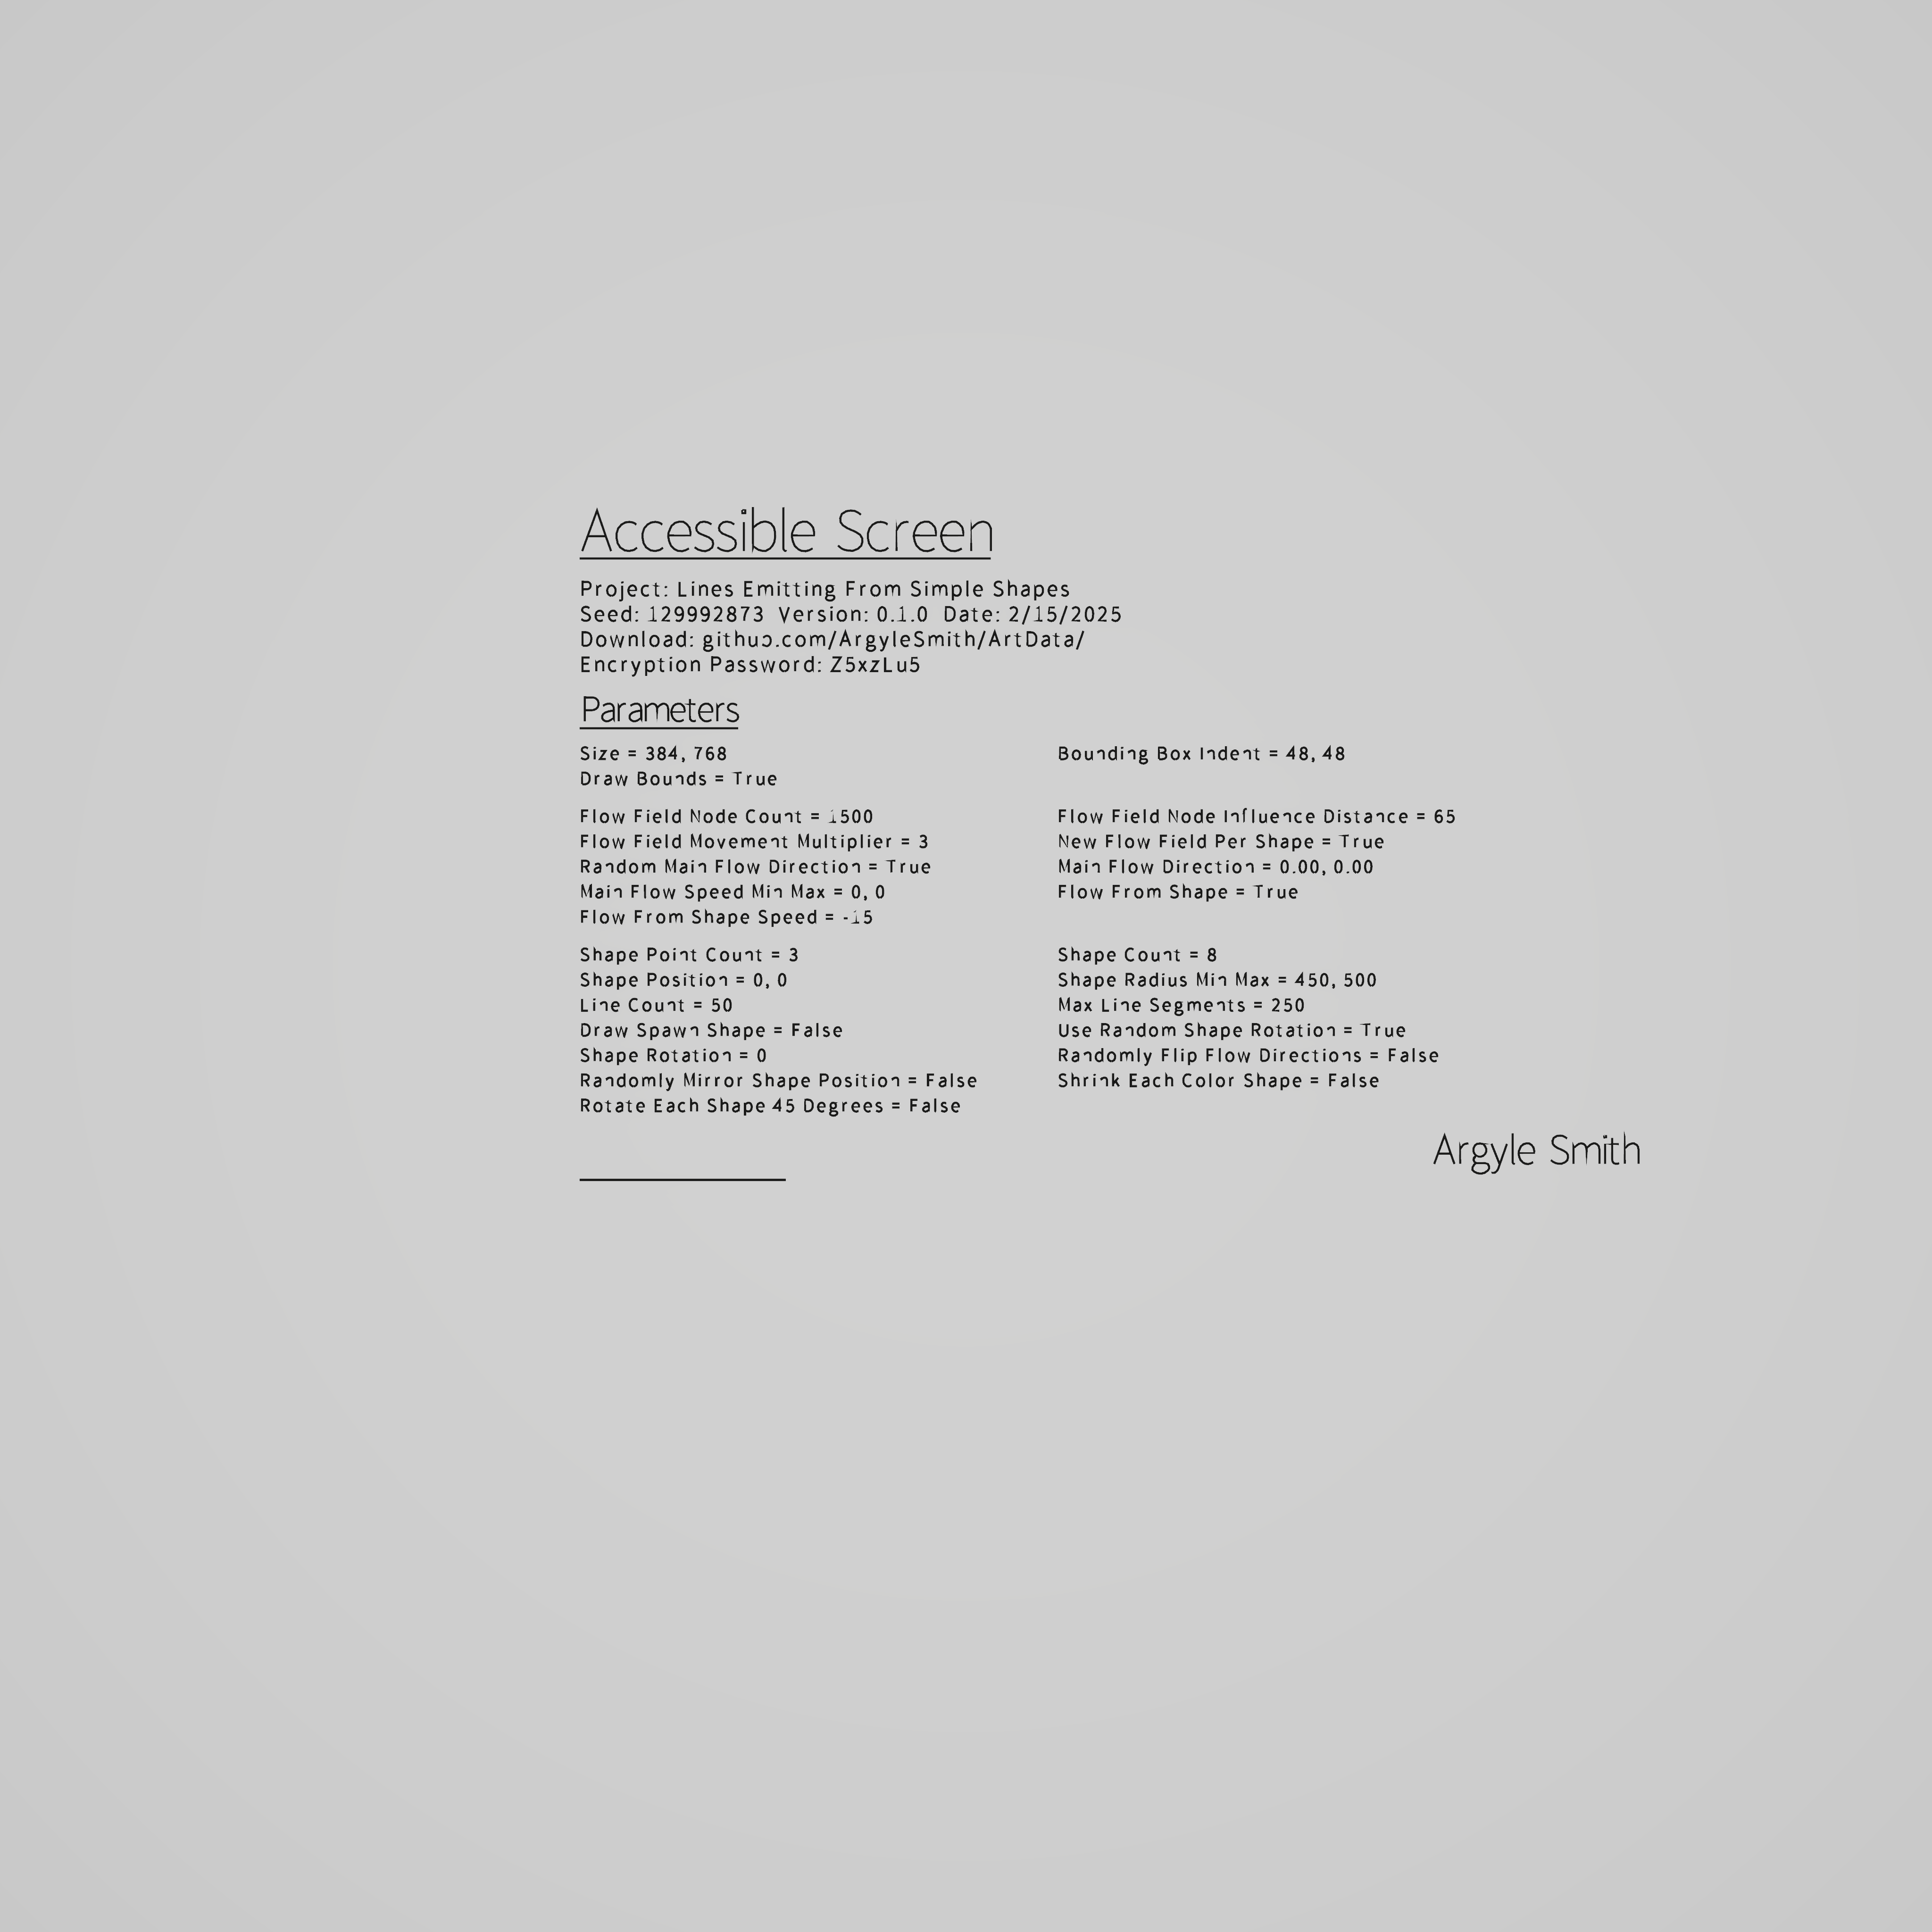 Accessible Screen
Project: Lines Emitting From Simple Shapes
Seed: 129992873  Version: 0.1.0  Date: 2/15/2025
Download: github.com/ArgyleSmith/ArtData/
Encryption Password: Z5xzLu5
Parameters
Size = 384, 768
Bounding Box Indent = 48, 48
Draw Bounds = True
Flow Field Node Count = 1500
Flow Field Node Influence Distance = 65
Flow Field Movement Multiplier = 3
New Flow Field Per Shape = True
Random Main Flow Direction = True
Main Flow Direction = 0.00, 0.00
Main Flow Speed Min Max = 0, 0
Flow From Shape = True
Flow From Shape Speed = -15
Shape Point Count = 3
Shape Count = 8
Shape Position = 0, 0
Shape Radius Min Max = 450, 500
Line Count = 50
Max Line Segments = 250
Draw Spawn Shape = False
Use Random Shape Rotation = True
Shape Rotation = 0
Randomly Flip Flow Directions = False
Randomly Mirror Shape Position = False
Shrink Each Color Shape = False
Rotate Each Shape 45 Degrees = False
Argyle Smith